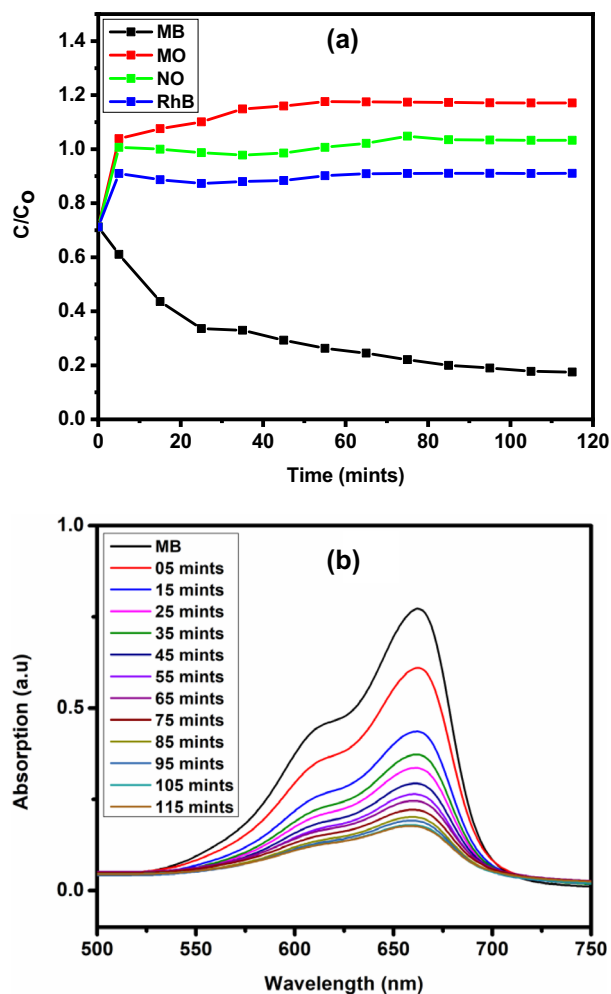 (a)
MB
MO
NO
RhB
1.4
1.2
1.0
0.8
0.6
0.4
0.2
0.0
C/CO
0 20 40 60 80 100 120
Time (mints)
(b)
MB
05 mints
15 mints
25 mints
35 mints
45 mints
55 mints
65 mints
75 mints
85 mints
95 mints
105 mints
115 mints
1.0
0.5
0.0
Absorption (a.u)
500 550 600 650 700 750
Wavelength (nm)